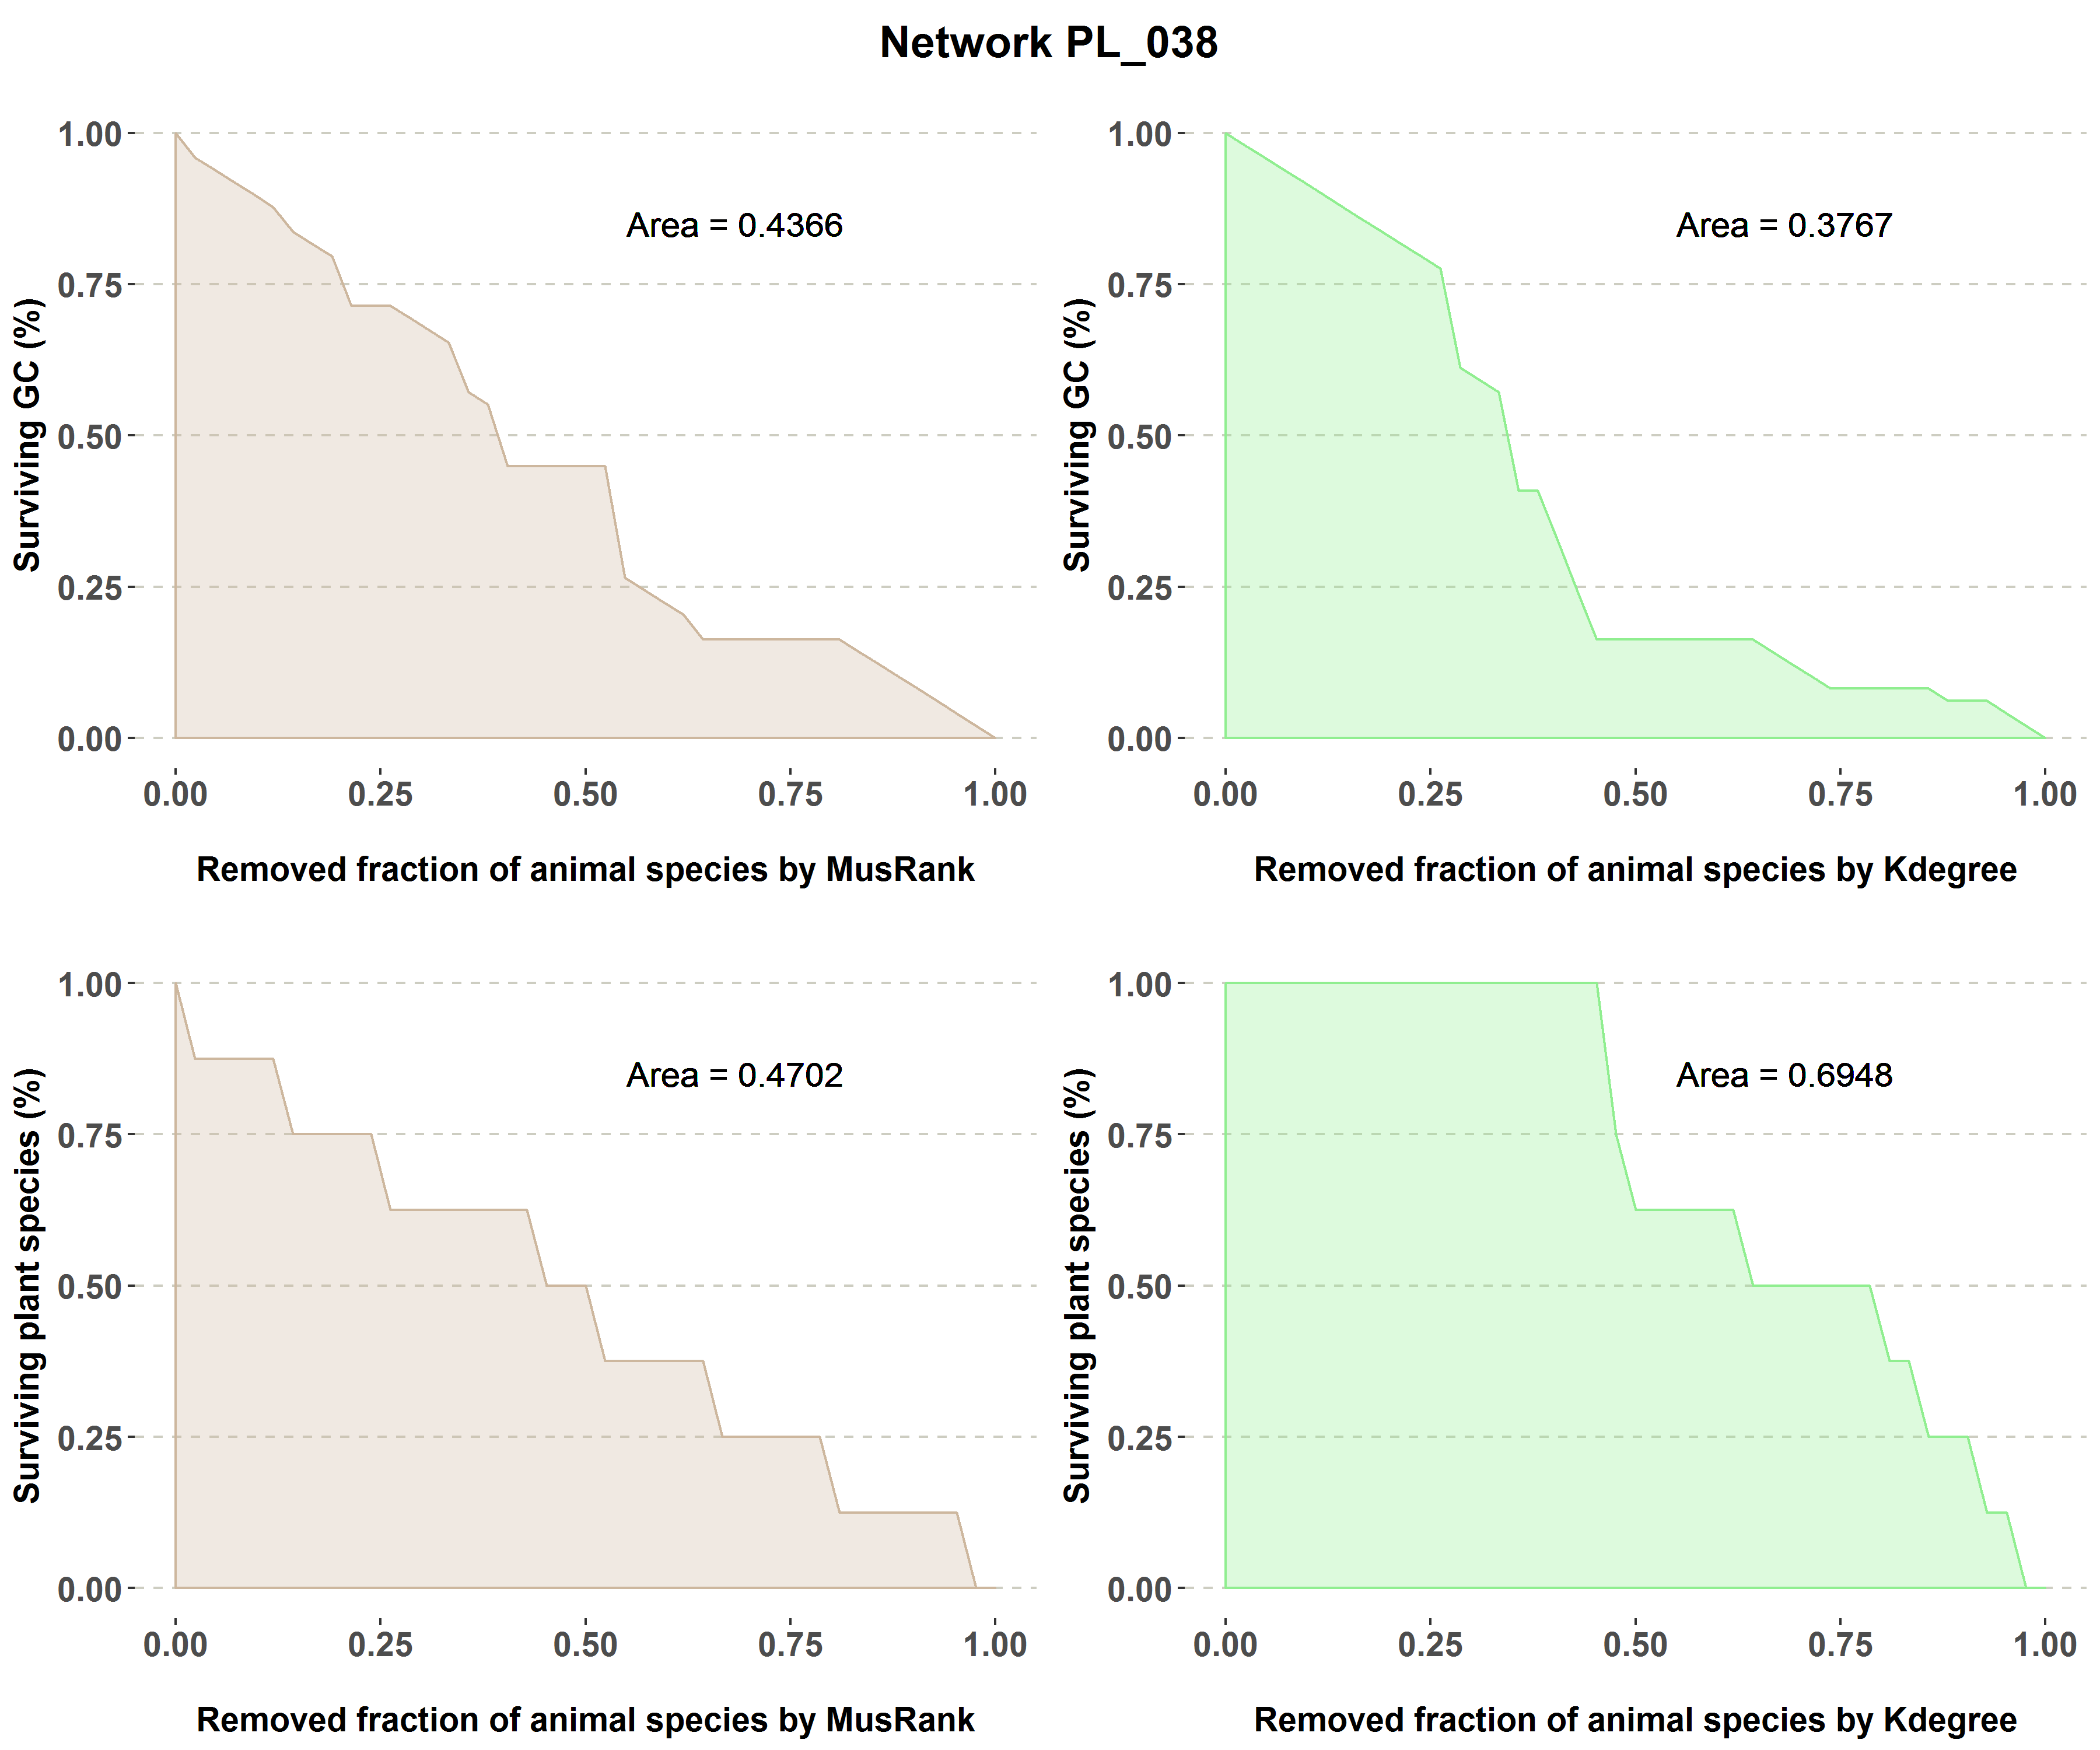 Network PL_038
Surviving GC (%)
1.00
0.75
0.50
0.25
0.00
Area = 0.4366
0.00 0.25 0.50 0.75 1.00
Removed fraction of animal species by MusRank
Surviving GC (%)
1.00
0.75
0.50
0.25
0.00
Area = 0.3767
0.00 0.25 0.50 0.75 1.00
Removed fraction of animal species by Kdegree
Surviving plant species (%)
1.00
0.75
0.50
0.25
0.00
Area = 0.4702
0.00 0.25 0.50 0.75 1.00
Removed fraction of animal species by MusRank
Surviving plant species (%)
1.00
0.75
0.50
0.25
0.00
Area = 0.6948
0.00 0.25 0.50 0.75 1.00
Removed fraction of animal species by Kdegree